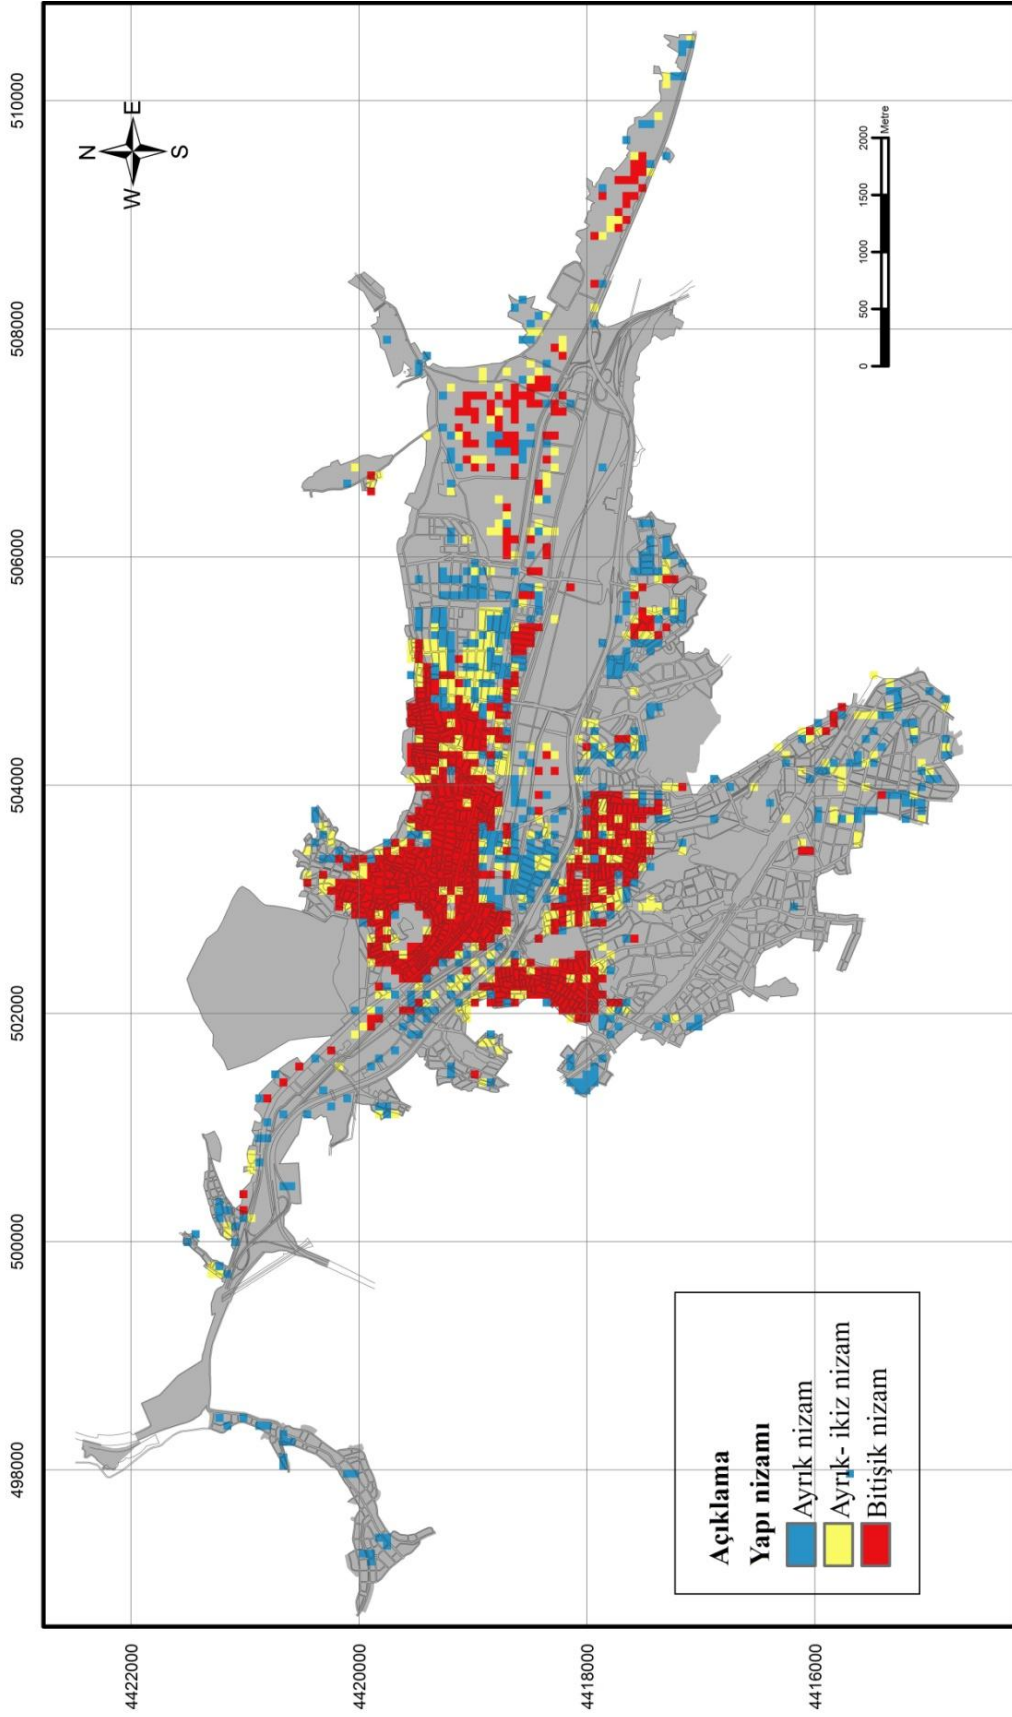 498000
500000
502000
504000
506000
508000
510000
4422000
4420000
4418000
4416000
N
W
E
S
0 500 1000 1500 2000
Metre
Açıklama
Yapı nizamı
Ayrık nizam
Ayrık- ikiz nizam
Bitişik nizam